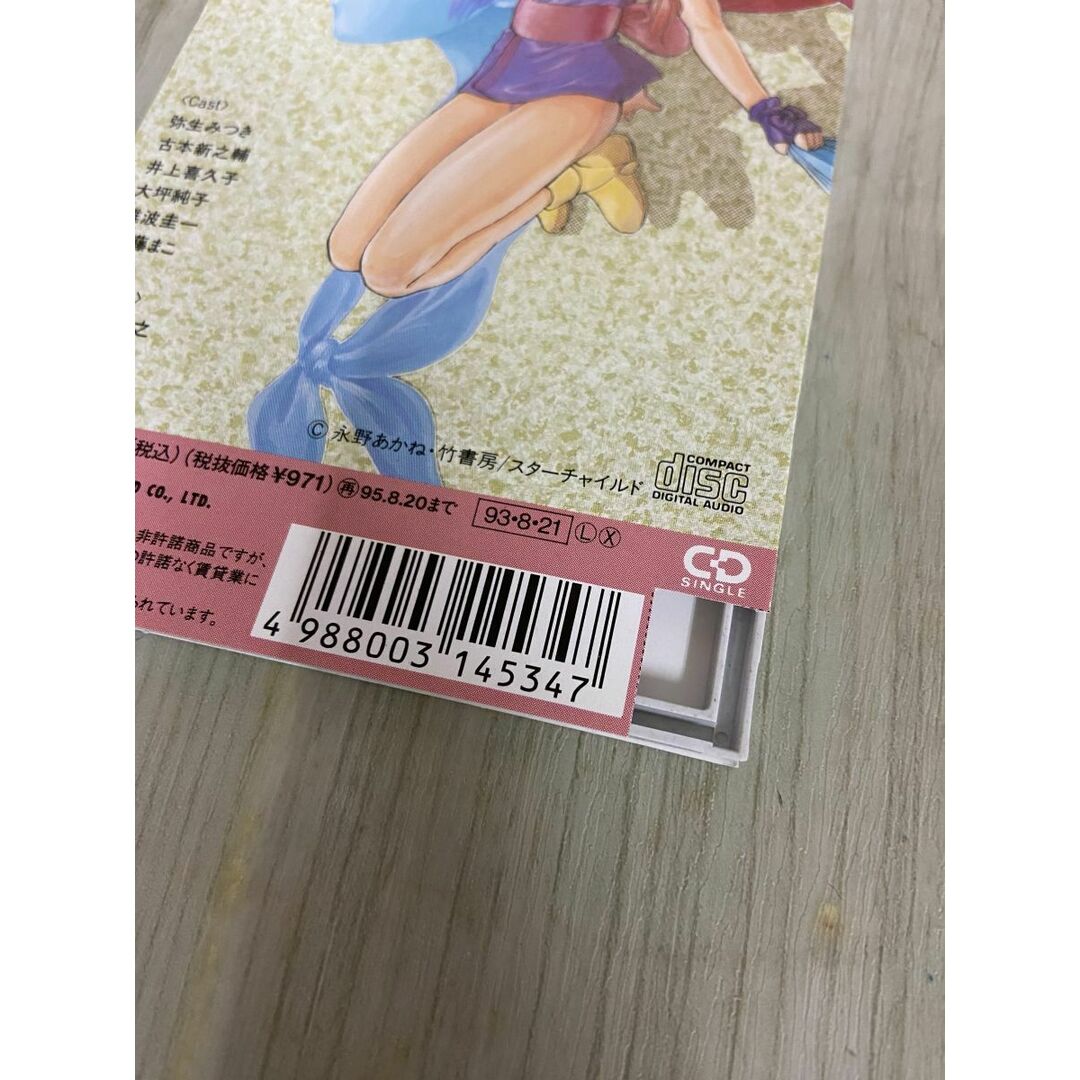 〈Cast〉
弥生みつき
古本新之輔
井上喜久子
大坪純子
波圭一
藤まこ
之
© 永野あかね・竹書房/スターチャイルド
COMPACT
disc
DIGITAL AUDIO
税込)(税抜価格¥971) 再 95.8.20まで 93・8・21 L X
CO., LTD.
非許諾商品ですが、
許諾なく賃貸業に
れています。
CD
SINGLE
4 988003 145347